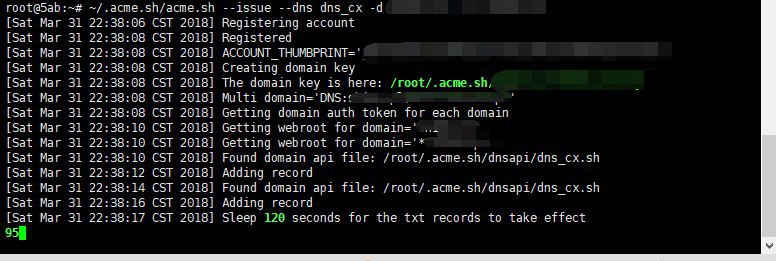 root@5ab:~# ~/.acme.sh/acme.sh --issue --dns dns_cx -d
[Sat Mar 31 22:38:06 CST 2018] Registering account
[Sat Mar 31 22:38:08 CST 2018] Registered
[Sat Mar 31 22:38:08 CST 2018] ACCOUNT_THUMBPRINT='
[Sat Mar 31 22:38:08 CST 2018] Creating domain key
[Sat Mar 31 22:38:08 CST 2018] The domain key is here: /root/.acme.sh/
[Sat Mar 31 22:38:08 CST 2018] Multi domain='DNS:
[Sat Mar 31 22:38:08 CST 2018] Getting domain auth token for each domain
[Sat Mar 31 22:38:10 CST 2018] Getting webroot for domain='
[Sat Mar 31 22:38:10 CST 2018] Getting webroot for domain='*
[Sat Mar 31 22:38:10 CST 2018] Found domain api file: /root/.acme.sh/dnsapi/dns_cx.sh
[Sat Mar 31 22:38:12 CST 2018] Adding record
[Sat Mar 31 22:38:14 CST 2018] Found domain api file: /root/.acme.sh/dnsapi/dns_cx.sh
[Sat Mar 31 22:38:16 CST 2018] Adding record
[Sat Mar 31 22:38:17 CST 2018] Sleep 120 seconds for the txt records to take effect
95